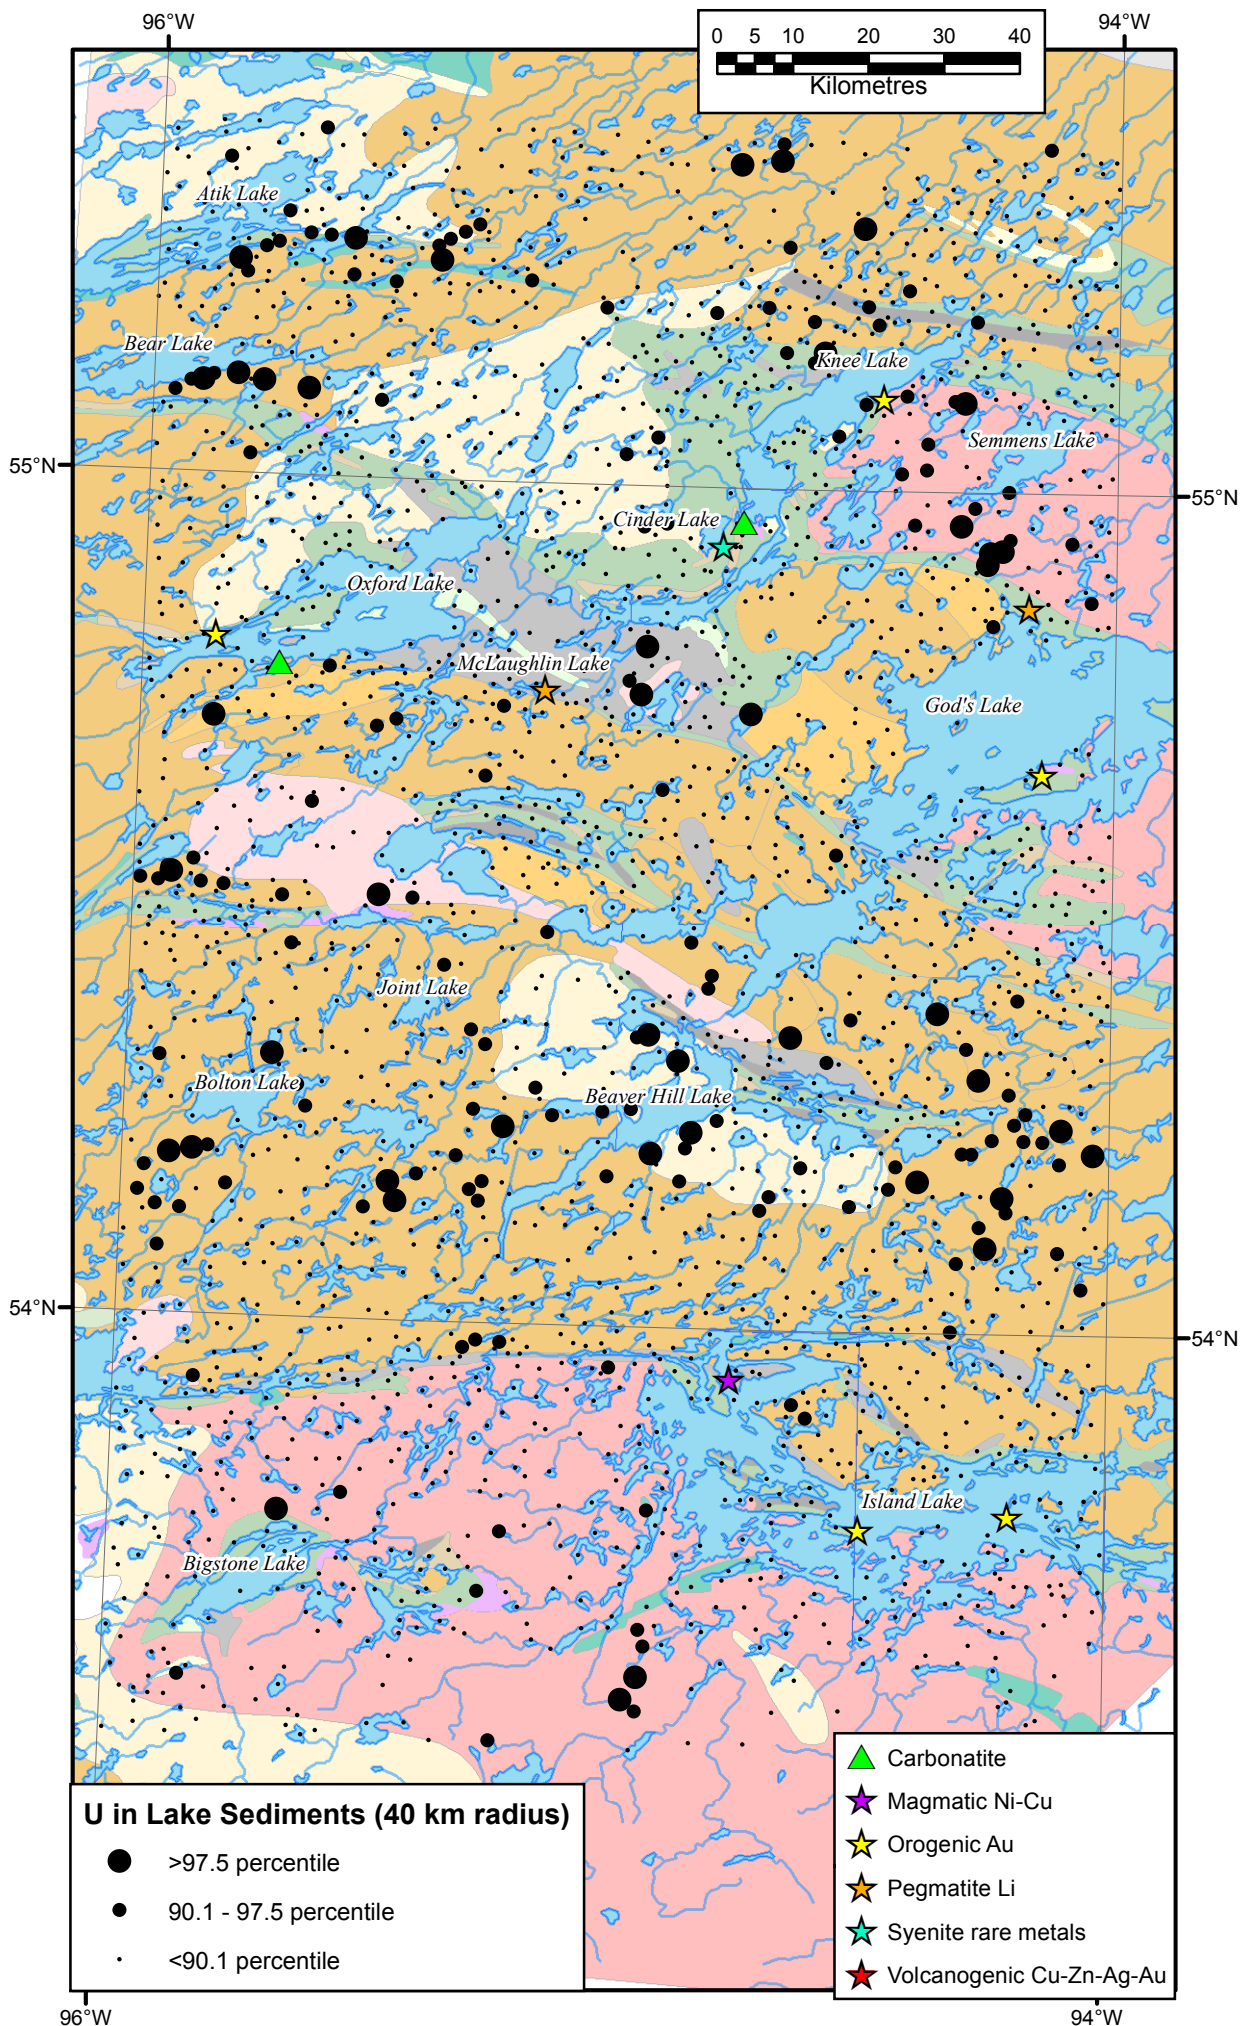 96°W
94°W
0 5 10 20 30 40
Kilometres
Atik Lake
Bear Lake
Knee Lake
Semmens Lake
55°N
55°N
Cinder Lake
Oxford Lake
McLaughlin Lake
God's Lake
Joint Lake
Bolton Lake
Beaver Hill Lake
54°N
54°N
Island Lake
Bigstone Lake
U in Lake Sediments (40 km radius)
>97.5 percentile
90.1 - 97.5 percentile
<90.1 percentile
Carbonatite
Magmatic Ni-Cu
Orogenic Au
Pegmatite Li
Syenite rare metals
Volcanogenic Cu-Zn-Ag-Au
96°W
94°W